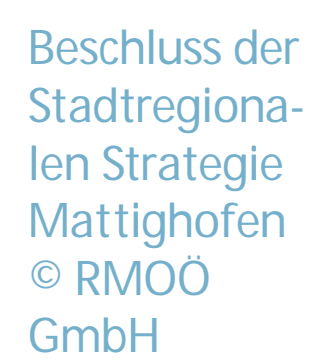 Beschluss der
Stadtregiona-
len Strategie
Mattighofen
© RMOÖ
GmbH